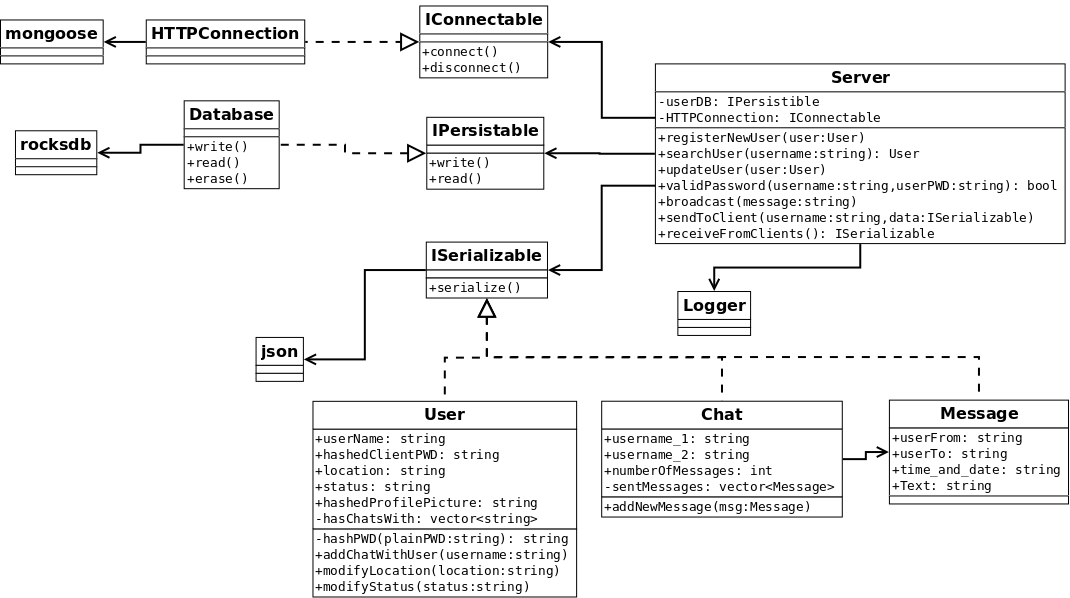 mongoose
HTTPConnection
IConnectable
+connect()
+disconnect()
Server
-userDB: IPersistible
-HTTPConnection: IConnectable
+registerNewUser(user:User)
+searchUser(username:string): User
+updateUser(user:User)
+validPassword(username:string,userPWD:string): bool
+broadcast(message:string)
+sendToClient(username:string,data:ISerializable)
+receiveFromClients(): ISerializable
rocksdb
Database
+write()
+read()
+erase()
IPersistable
+write()
+read()
ISerializable
+serialize()
Logger
json
User
+userName: string
+hashedClientPWD: string
+location: string
+status: string
+hashedProfilePicture: string
-hasChatsWith: vector<string>
-hashPWD(plainPWD:string): string
+addChatWithUser(username:string)
+modifyLocation(location:string)
+modifyStatus(status:string)
Chat
+username_1: string
+username_2: string
+numberOfMessages: int
-sentMessages: vector<Message>
+addNewMessage(msg:Message)
Message
+userFrom: string
+userTo: string
+time_and_date: string
+Text: string